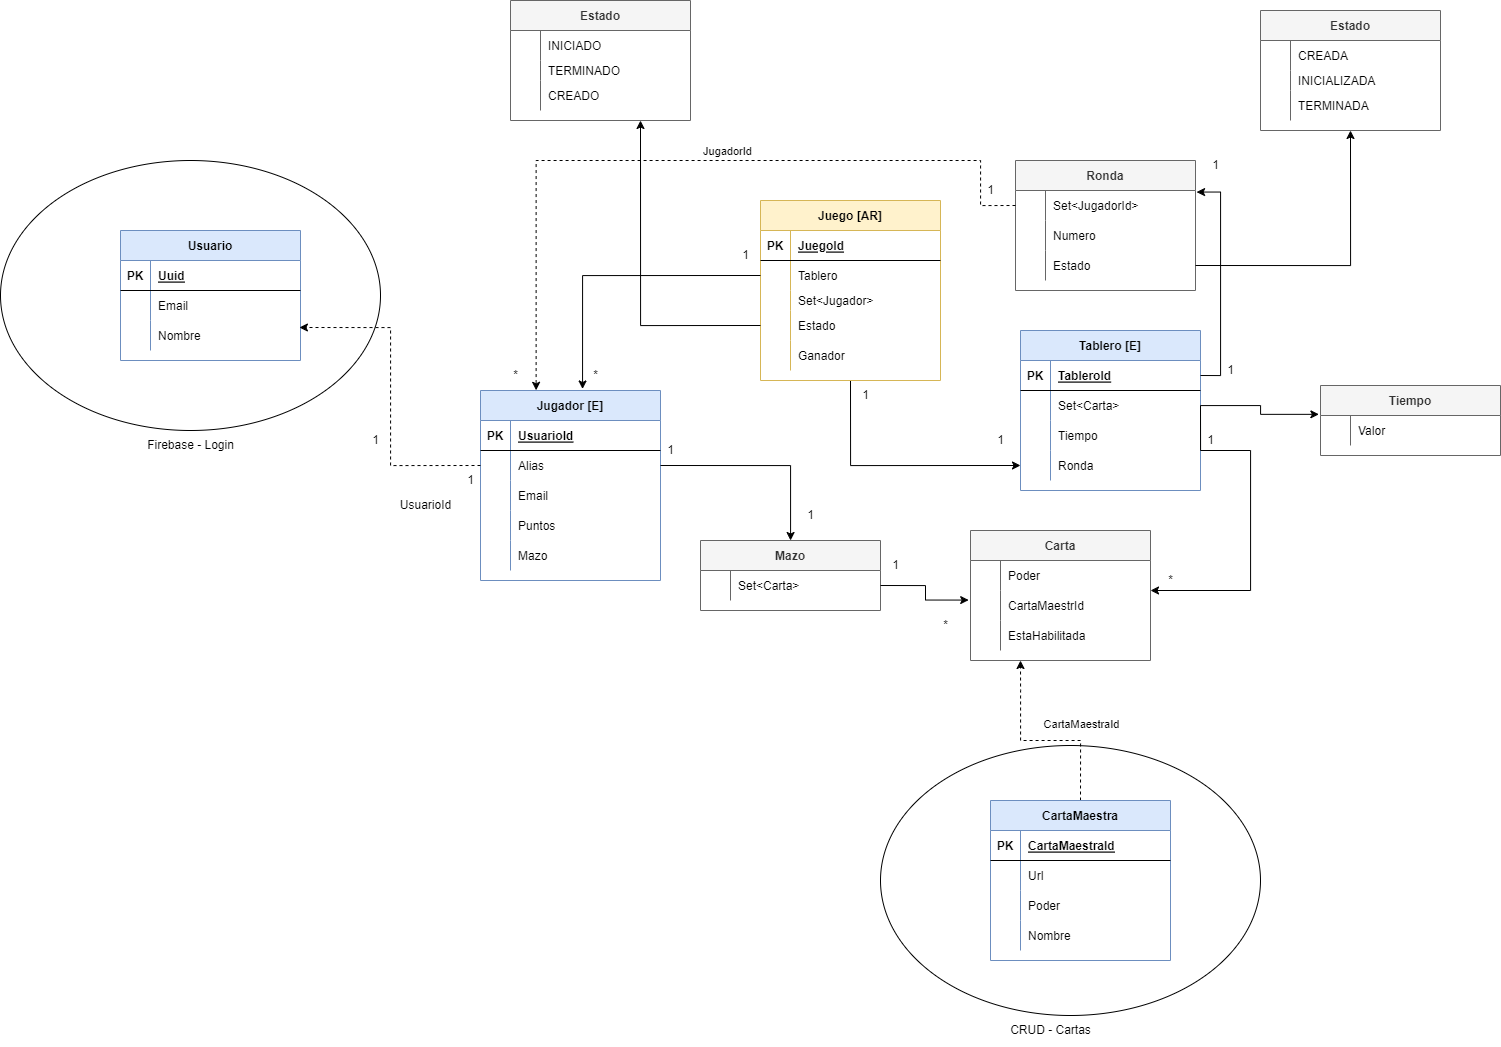 Estado
INICIADO
TERMINADO
CREADO
Estado
CREADA
INICIALIZADA
TERMINADA
JugadorId
1
1
Ronda
Set<JugadorId>
Numero
Estado
Juego [AR]
PK JuegoId
Tablero
Set<Jugador>
Estado
Ganador
1
Usuario
PK Uuid
Email
Nombre
Firebase - Login
1
1
UsuarioId
*
*
Jugador [E]
PK UsuarioId
Alias
Email
Puntos
Mazo
1
1
1
1
Tablero [E]
PK TableroId
Set<Carta>
Tiempo
Ronda
1
1
Tiempo
Valor
Mazo
Set<Carta>
1
*
Carta
Poder
CartaMaestrId
EstaHabilitada
*
CartaMaestraId
CartaMaestra
PK CartaMaestraId
Url
Poder
Nombre
CRUD - Cartas